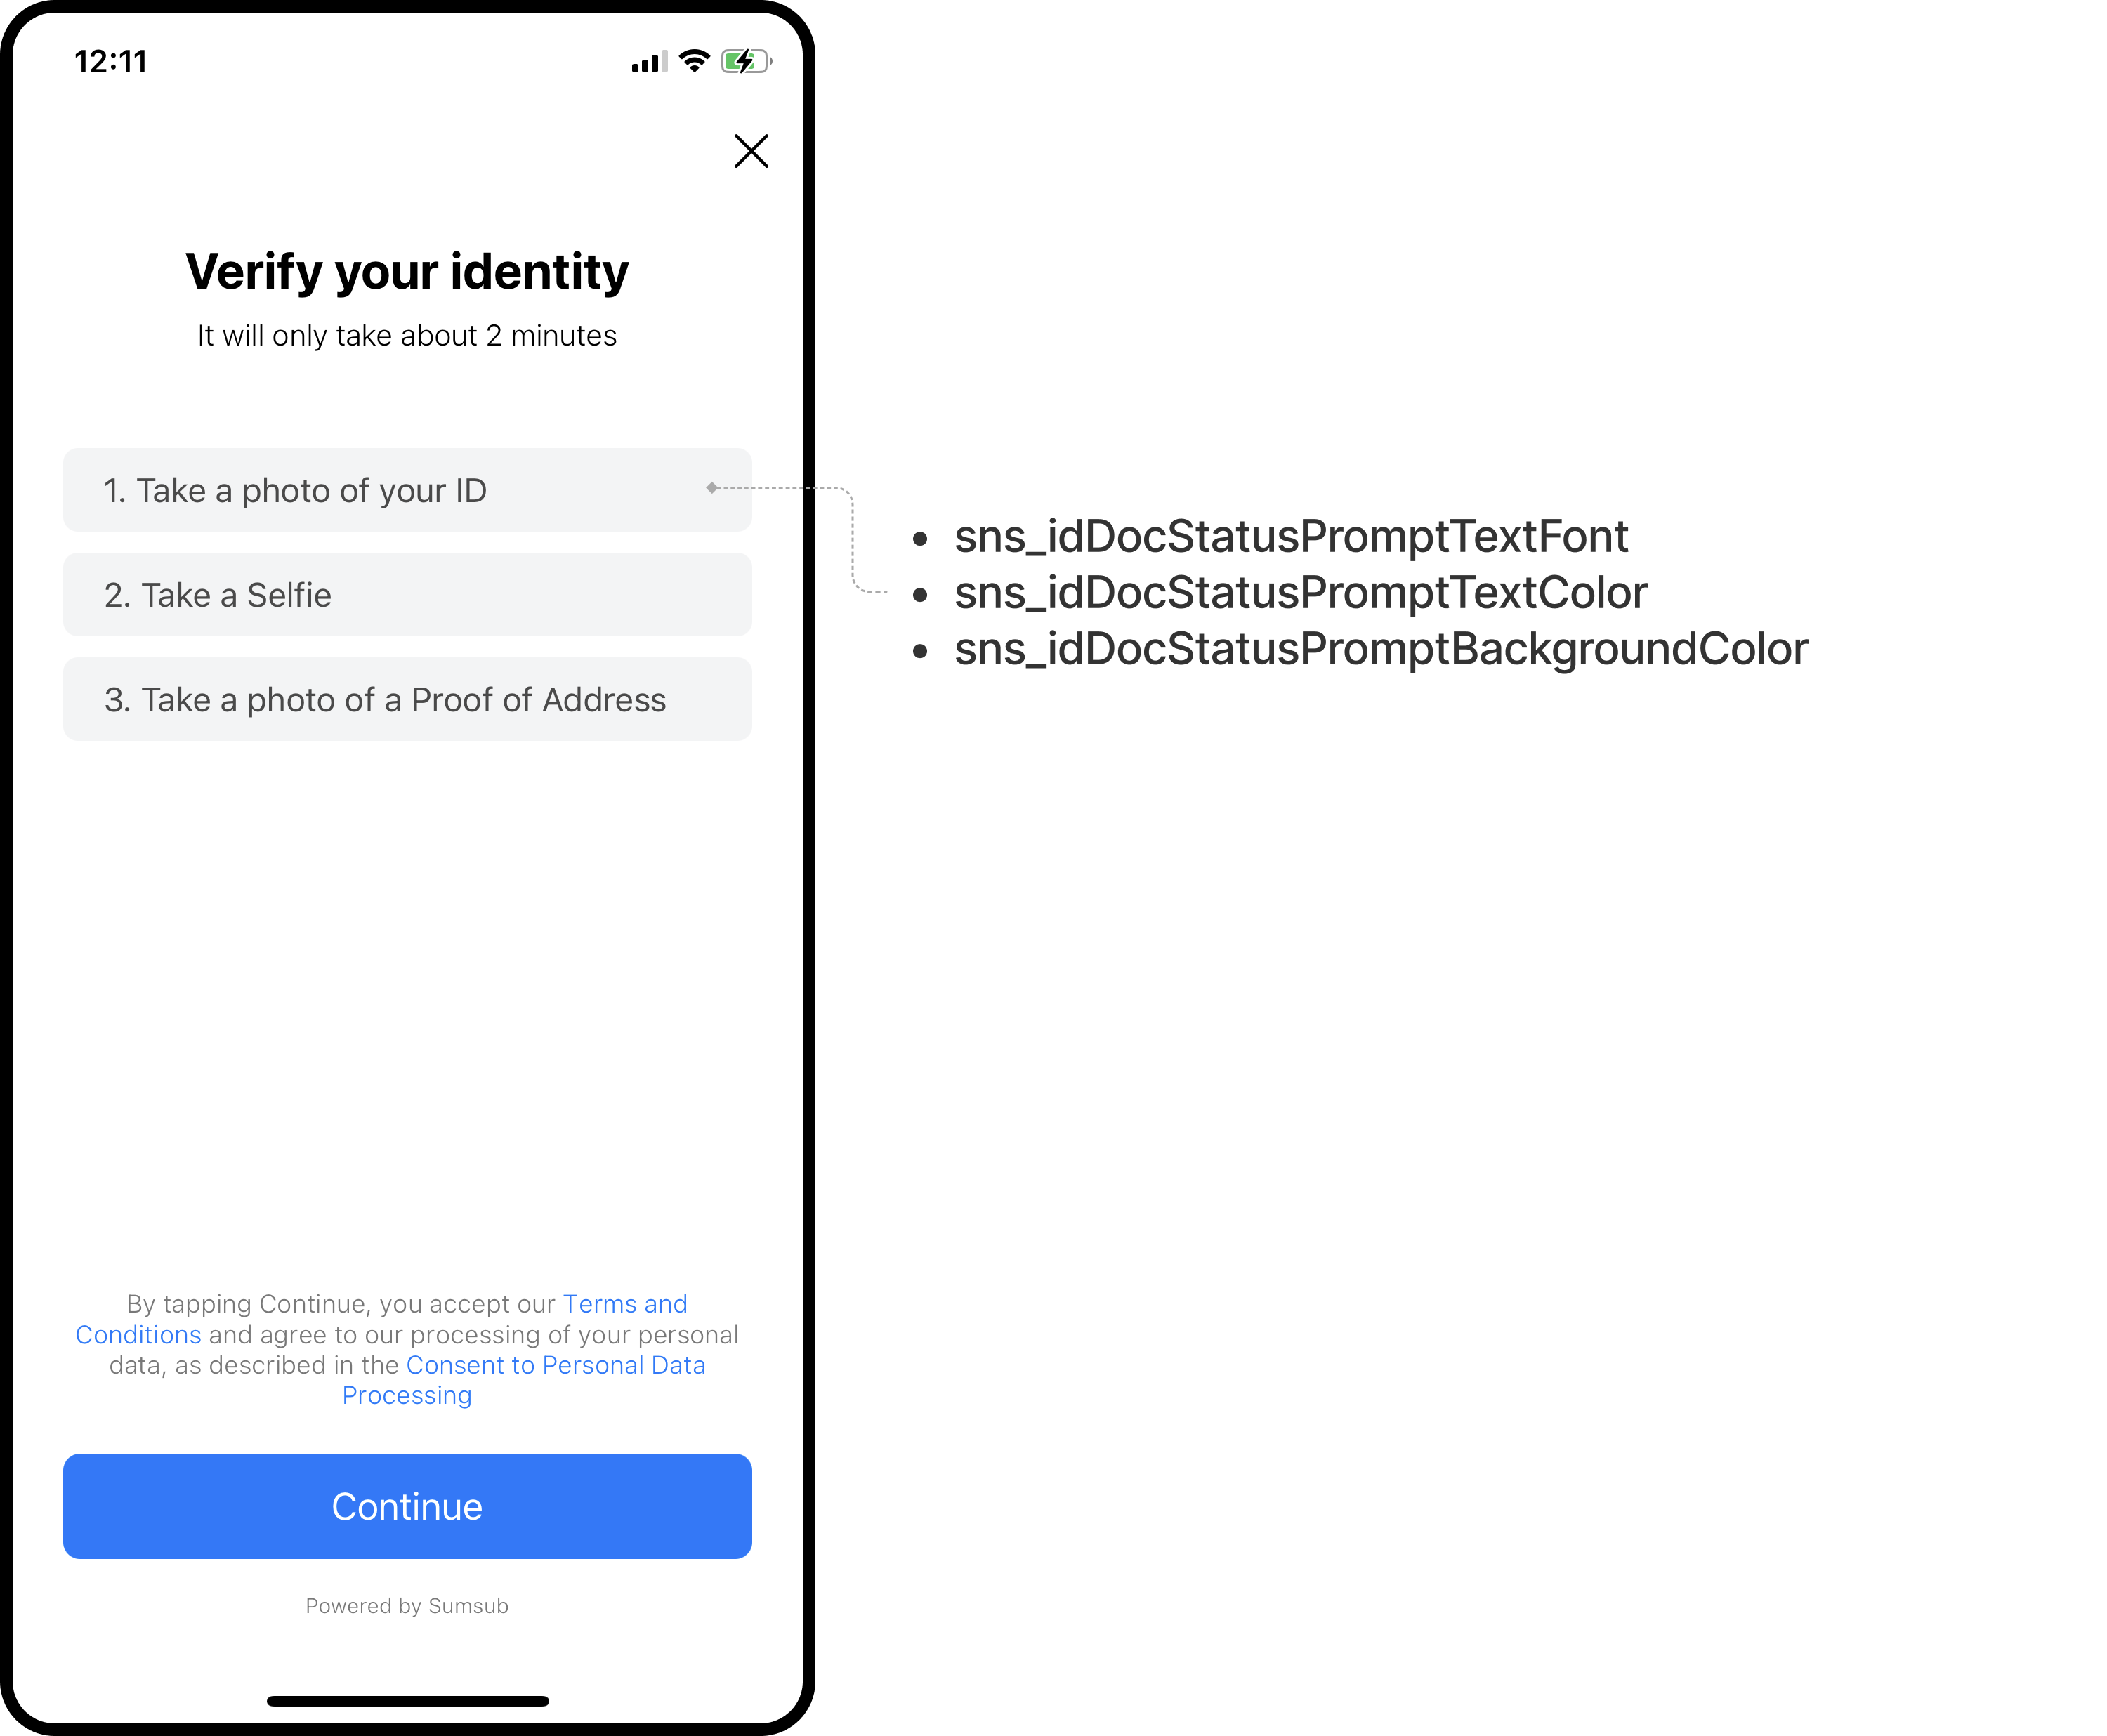 12:11
Verify your identity
It will only take about 2 minutes
1. Take a photo of your ID
2. Take a Selfie
3. Take a photo of a Proof of Address
• sns_idDocStatusPromptTextFont
• sns_idDocStatusPromptTextColor
• sns_idDocStatusPromptBackgroundColor
By tapping Continue, you accept our Terms and
Conditions and agree to our processing of your personal
data, as described in the Consent to Personal Data
Processing
Continue
Powered by Sumsub